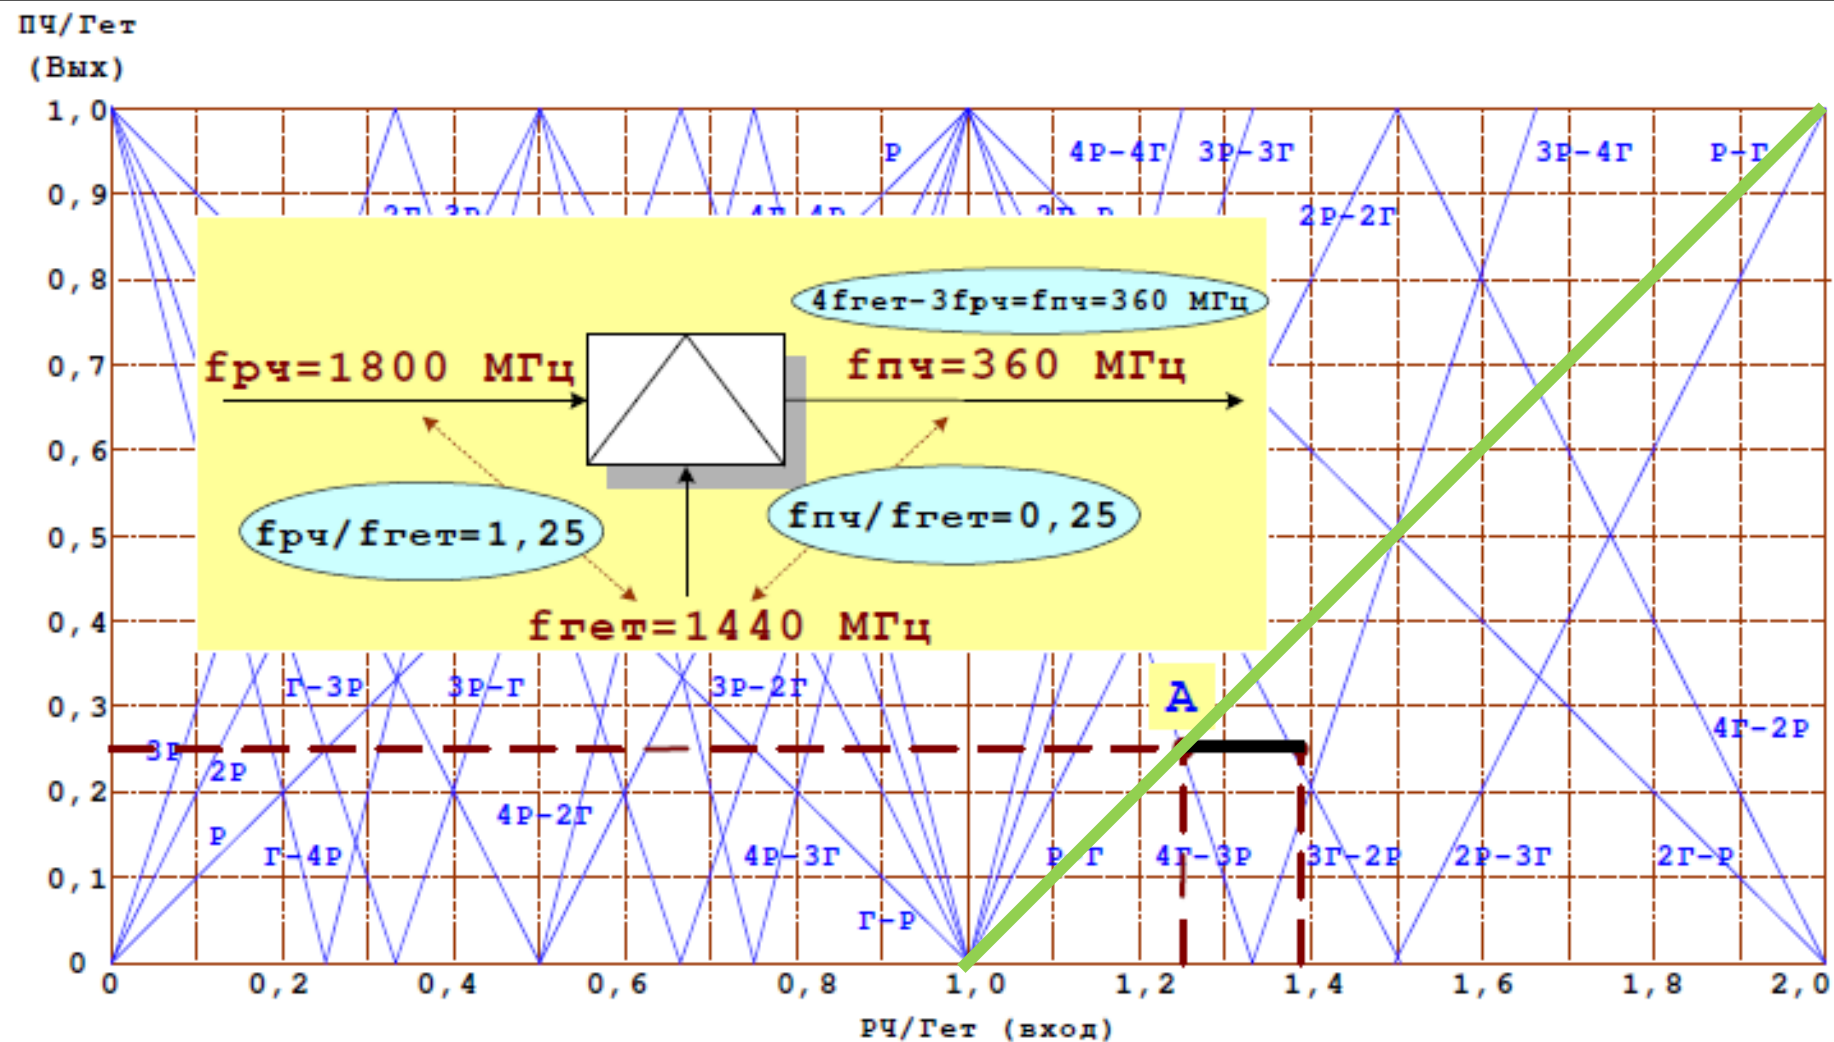 ПЧ/Гет
(Вых)
1,0
0,9
0,8
0,7
0,6
0,5
0,4
0,3
0,2
0,1
0
Р
4Р-4Г
3Р-3Г
3Р-4Г
Р-Г
2Р-2Г
4fгет-3fрч=fпч=360 МГц
fрч=1800 МГц
fпч=360 МГц
fрч/fгет=1,25
fпч/fгет=0,25
fгет=1440 МГц
Г-3Р
3Р-Г
3Р-2Г
А
4Г-2Р
3Р
2Р
Р
Г-4Р
4Р-2Г
4Р-3Г
Г-Р
Р-Г
4Г-3Р
3Г-2Р
2Р-3Г
2Г-Р
0
0,2
0,4
0,6
0,8
1,0
1,2
1,4
1,6
1,8
2,0
РЧ/Гет (вход)